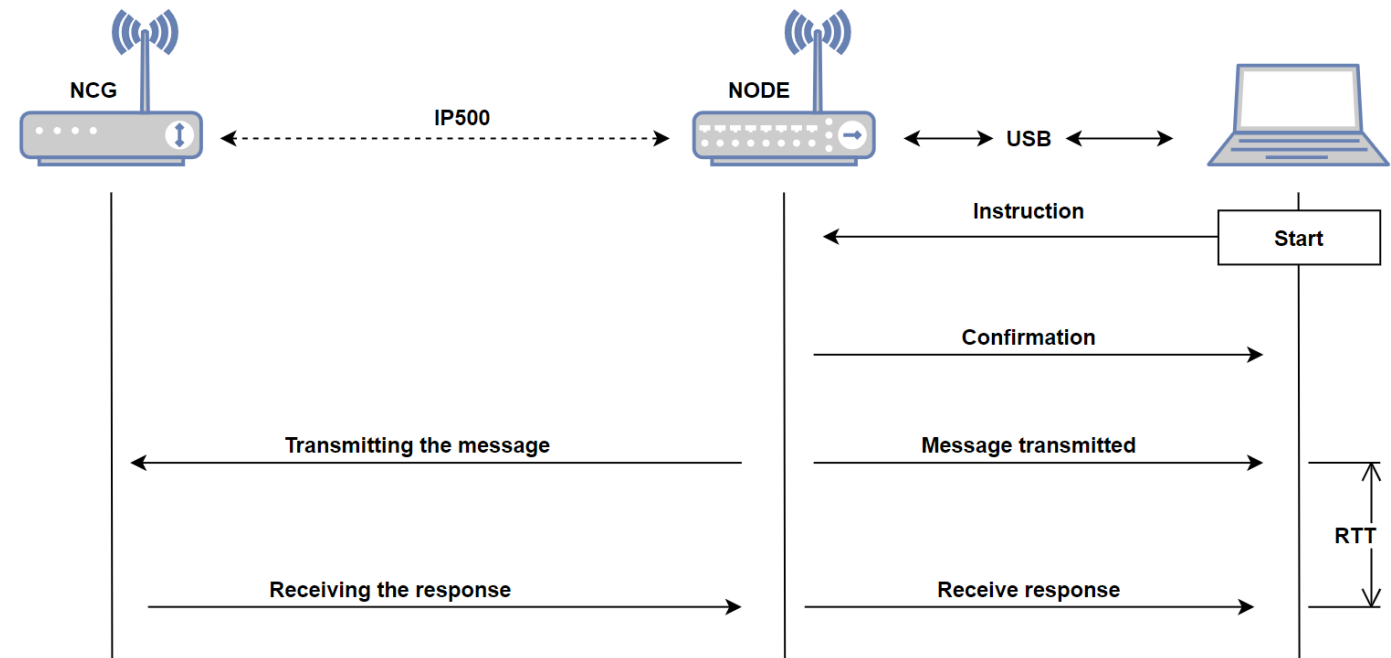 NCG
NODE
IP500
USB
Instruction
Start
Confirmation
Transmitting the message
Message transmitted
RTT
Receiving the response
Receive response